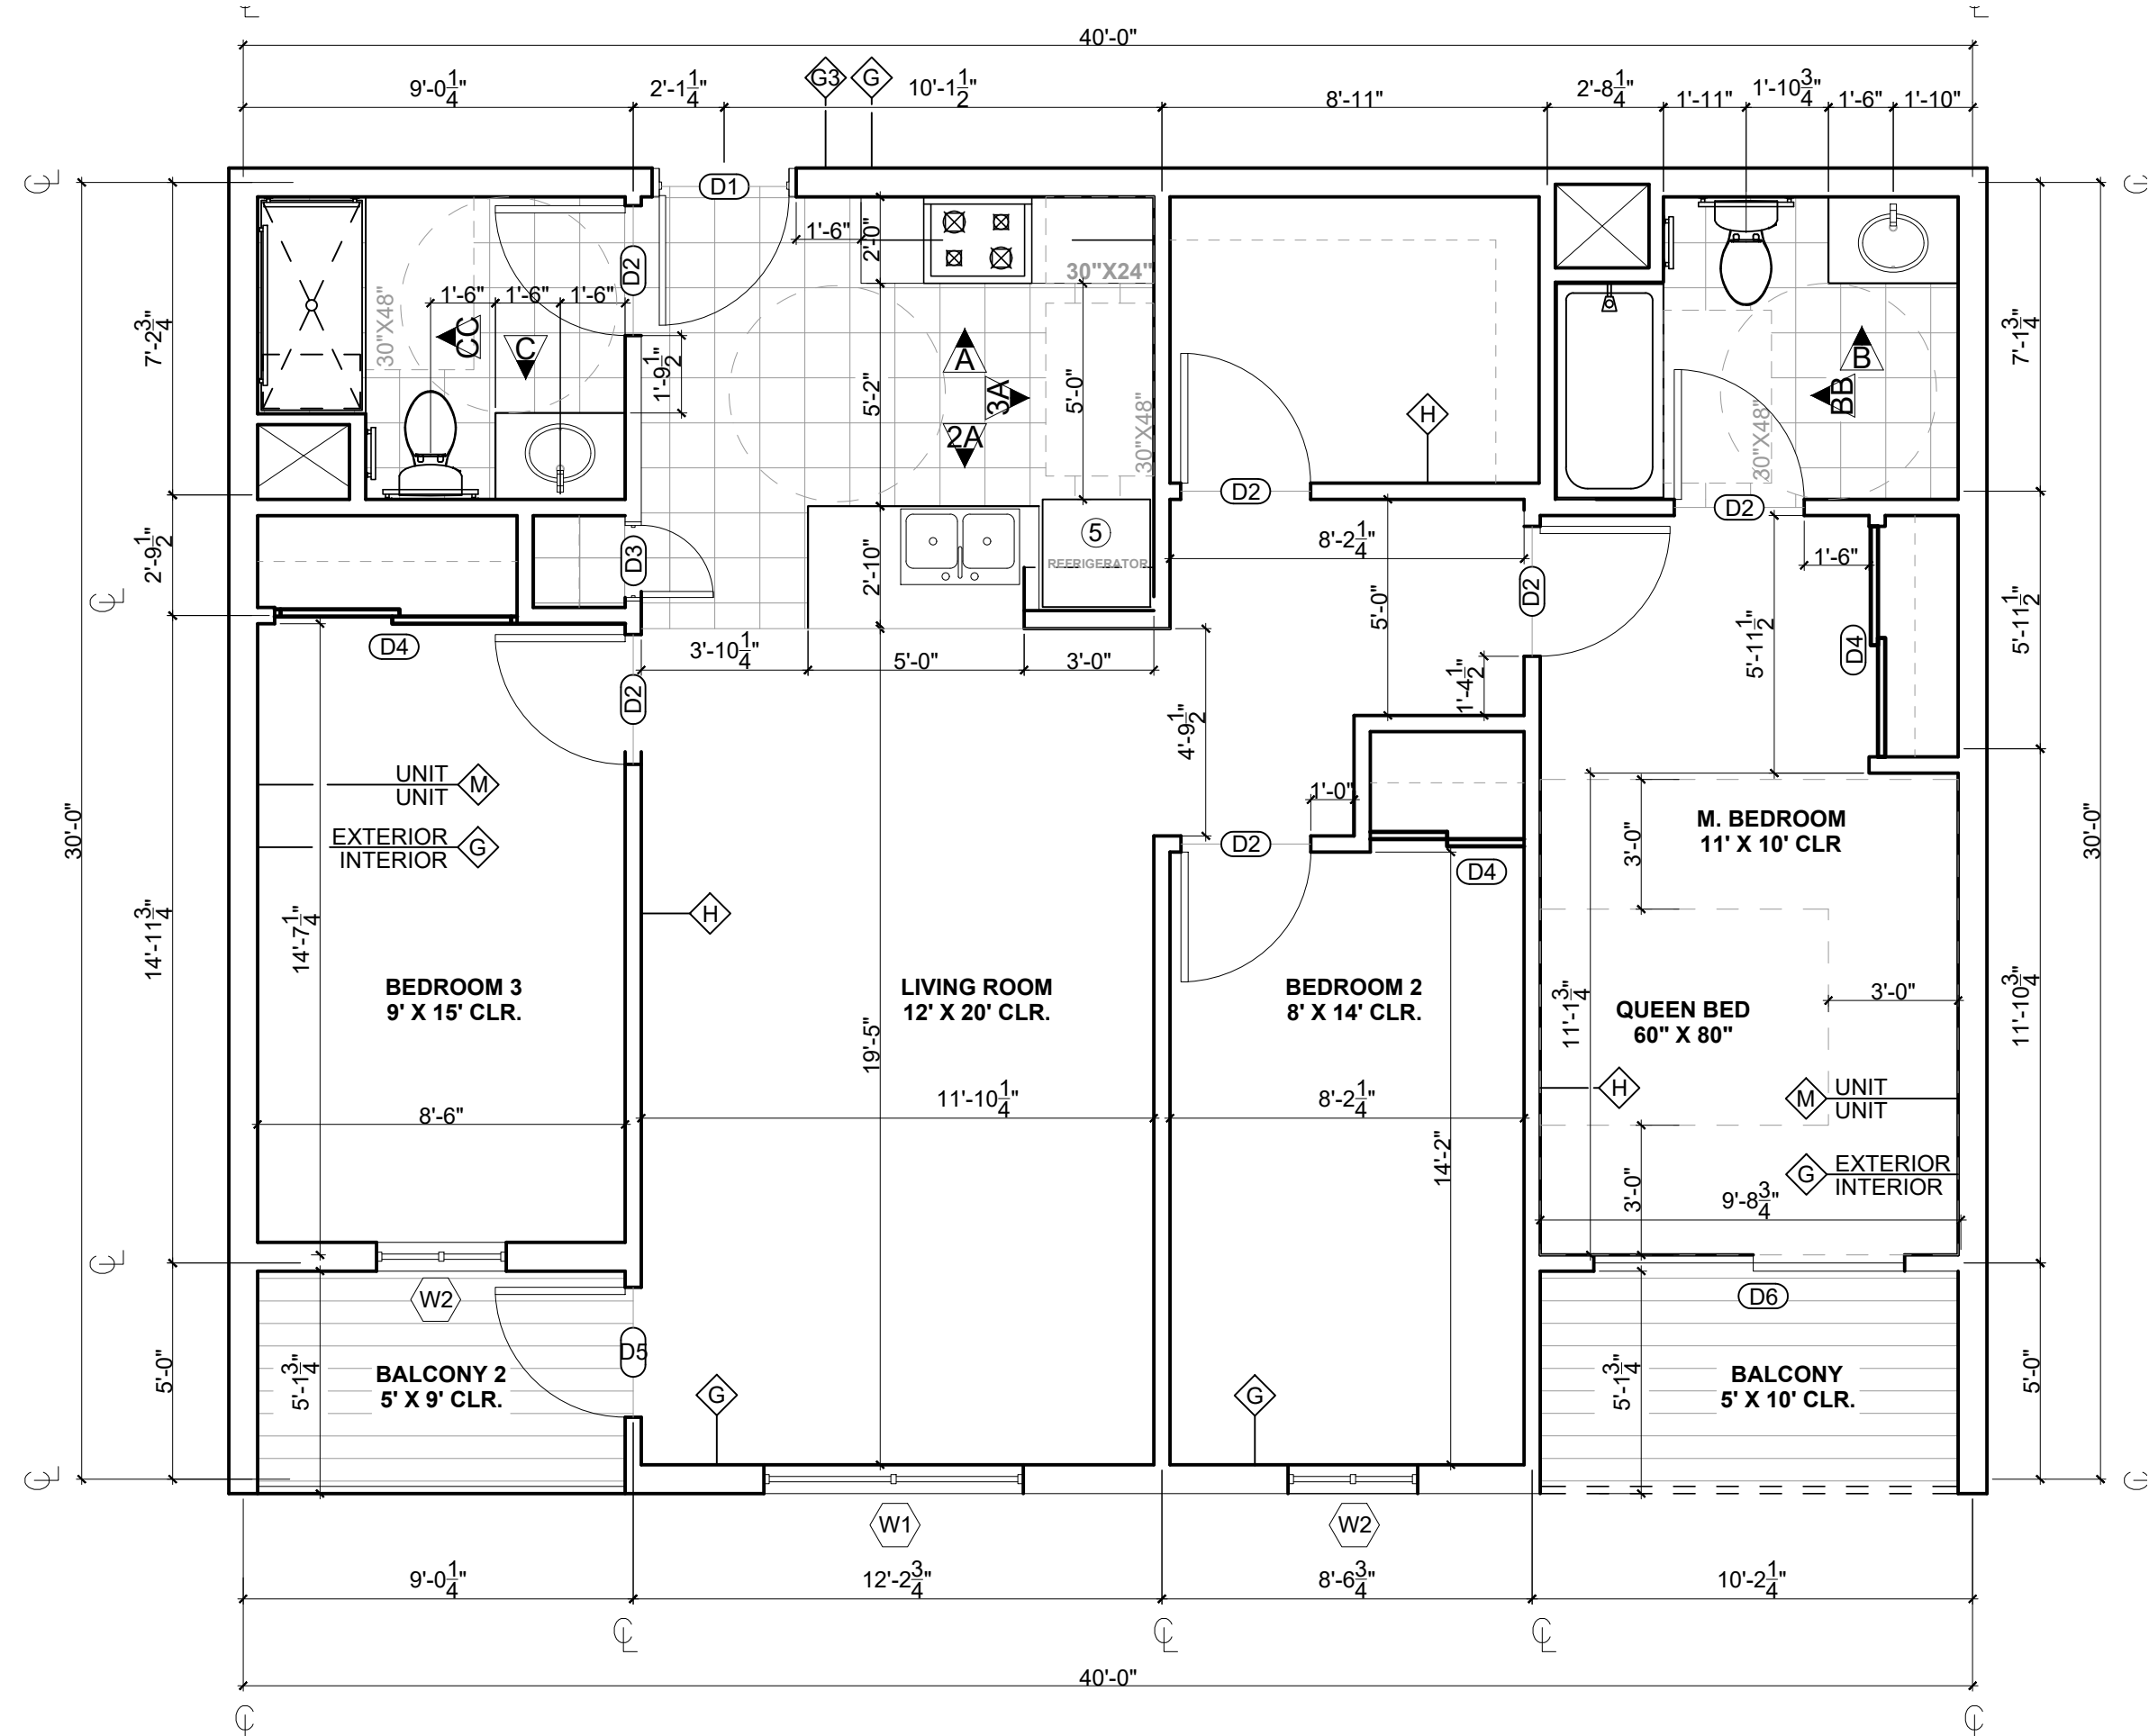 40'-0"
9'-0 1/4"
2'-1 1/4"
G3
G
10'-1 1/2"
8'-11"
2'-8 1/4"
1'-11"
1'-10 3/4"
1'-6"
1'-10"
D1
1'-6"
2'-0"
D2
30"X24"
30"X48"
1'-6"
1'-6"
1'-6"
CC
C
7'-2 3/4"
1'-9 1/2"
5'-2"
A
3A
2A
5'-0"
30"X48"
H
B
BB
30"X48"
7'-1 3/4"
D2
D2
5
REFRIGERATOR
2'-9 1/2"
D3
2'-10"
8'-2 1/4"
1'-6"
D2
5'-0"
5'-11 1/2"
D4
5'-11 1/2"
D4
3'-10 1/4"
5'-0"
3'-0"
D2
1'-4 1/2"
4'-9 1/2"
UNIT
UNIT
M
1'-0"
30'-0"
EXTERIOR
INTERIOR
G
D2
D4
3'-0"
M. BEDROOM
11' X 10' CLR
30'-0"
14'-11 3/4"
14'-7 1/4"
H
BEDROOM 3
9' X 15' CLR.
LIVING ROOM
12' X 20' CLR.
BEDROOM 2
8' X 14' CLR.
11'-1 3/4"
QUEEN BED
60" X 80"
3'-0"
11'-10 3/4"
19'-5"
8'-6"
11'-10 1/4"
8'-2 1/4"
H
M
UNIT
UNIT
14'-2"
3'-0"
G
EXTERIOR
INTERIOR
9'-8 3/4"
W2
D6
D5
5'-0"
5'-1 3/4"
BALCONY 2
5' X 9' CLR.
G
G
5'-1 3/4"
BALCONY
5' X 10' CLR.
5'-0"
W1
W2
9'-0 1/4"
12'-2 3/4"
8'-6 3/4"
10'-2 1/4"
40'-0"